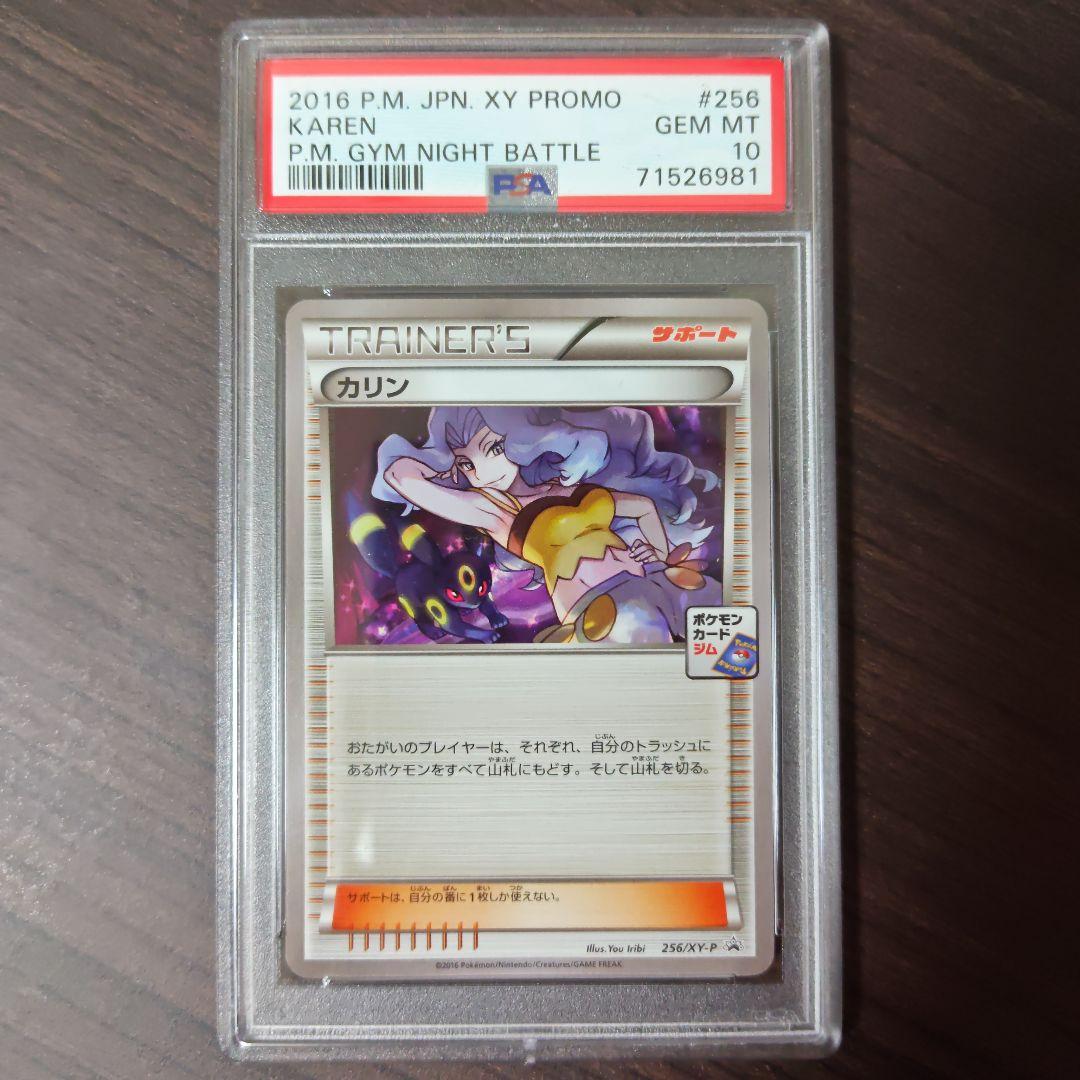 2016 P.M. JPN. XY PROMO #256
KAREN GEM MT
P.M. GYM NIGHT BATTLE 10
PSA 71526981
TRAINER'S サポート
カリン
ポケモン
カード
ジム
おたがいのプレイヤーは、それぞれ、自分のトラッシュに
あるポケモンをすべて山札にもどす。そして山札を切る。
サポートは、自分の番に1枚しか使えない。
Illus. You Iribi 256/XY-P
©2016 Pokémon/Nintendo/Creatures/GAME FREAK